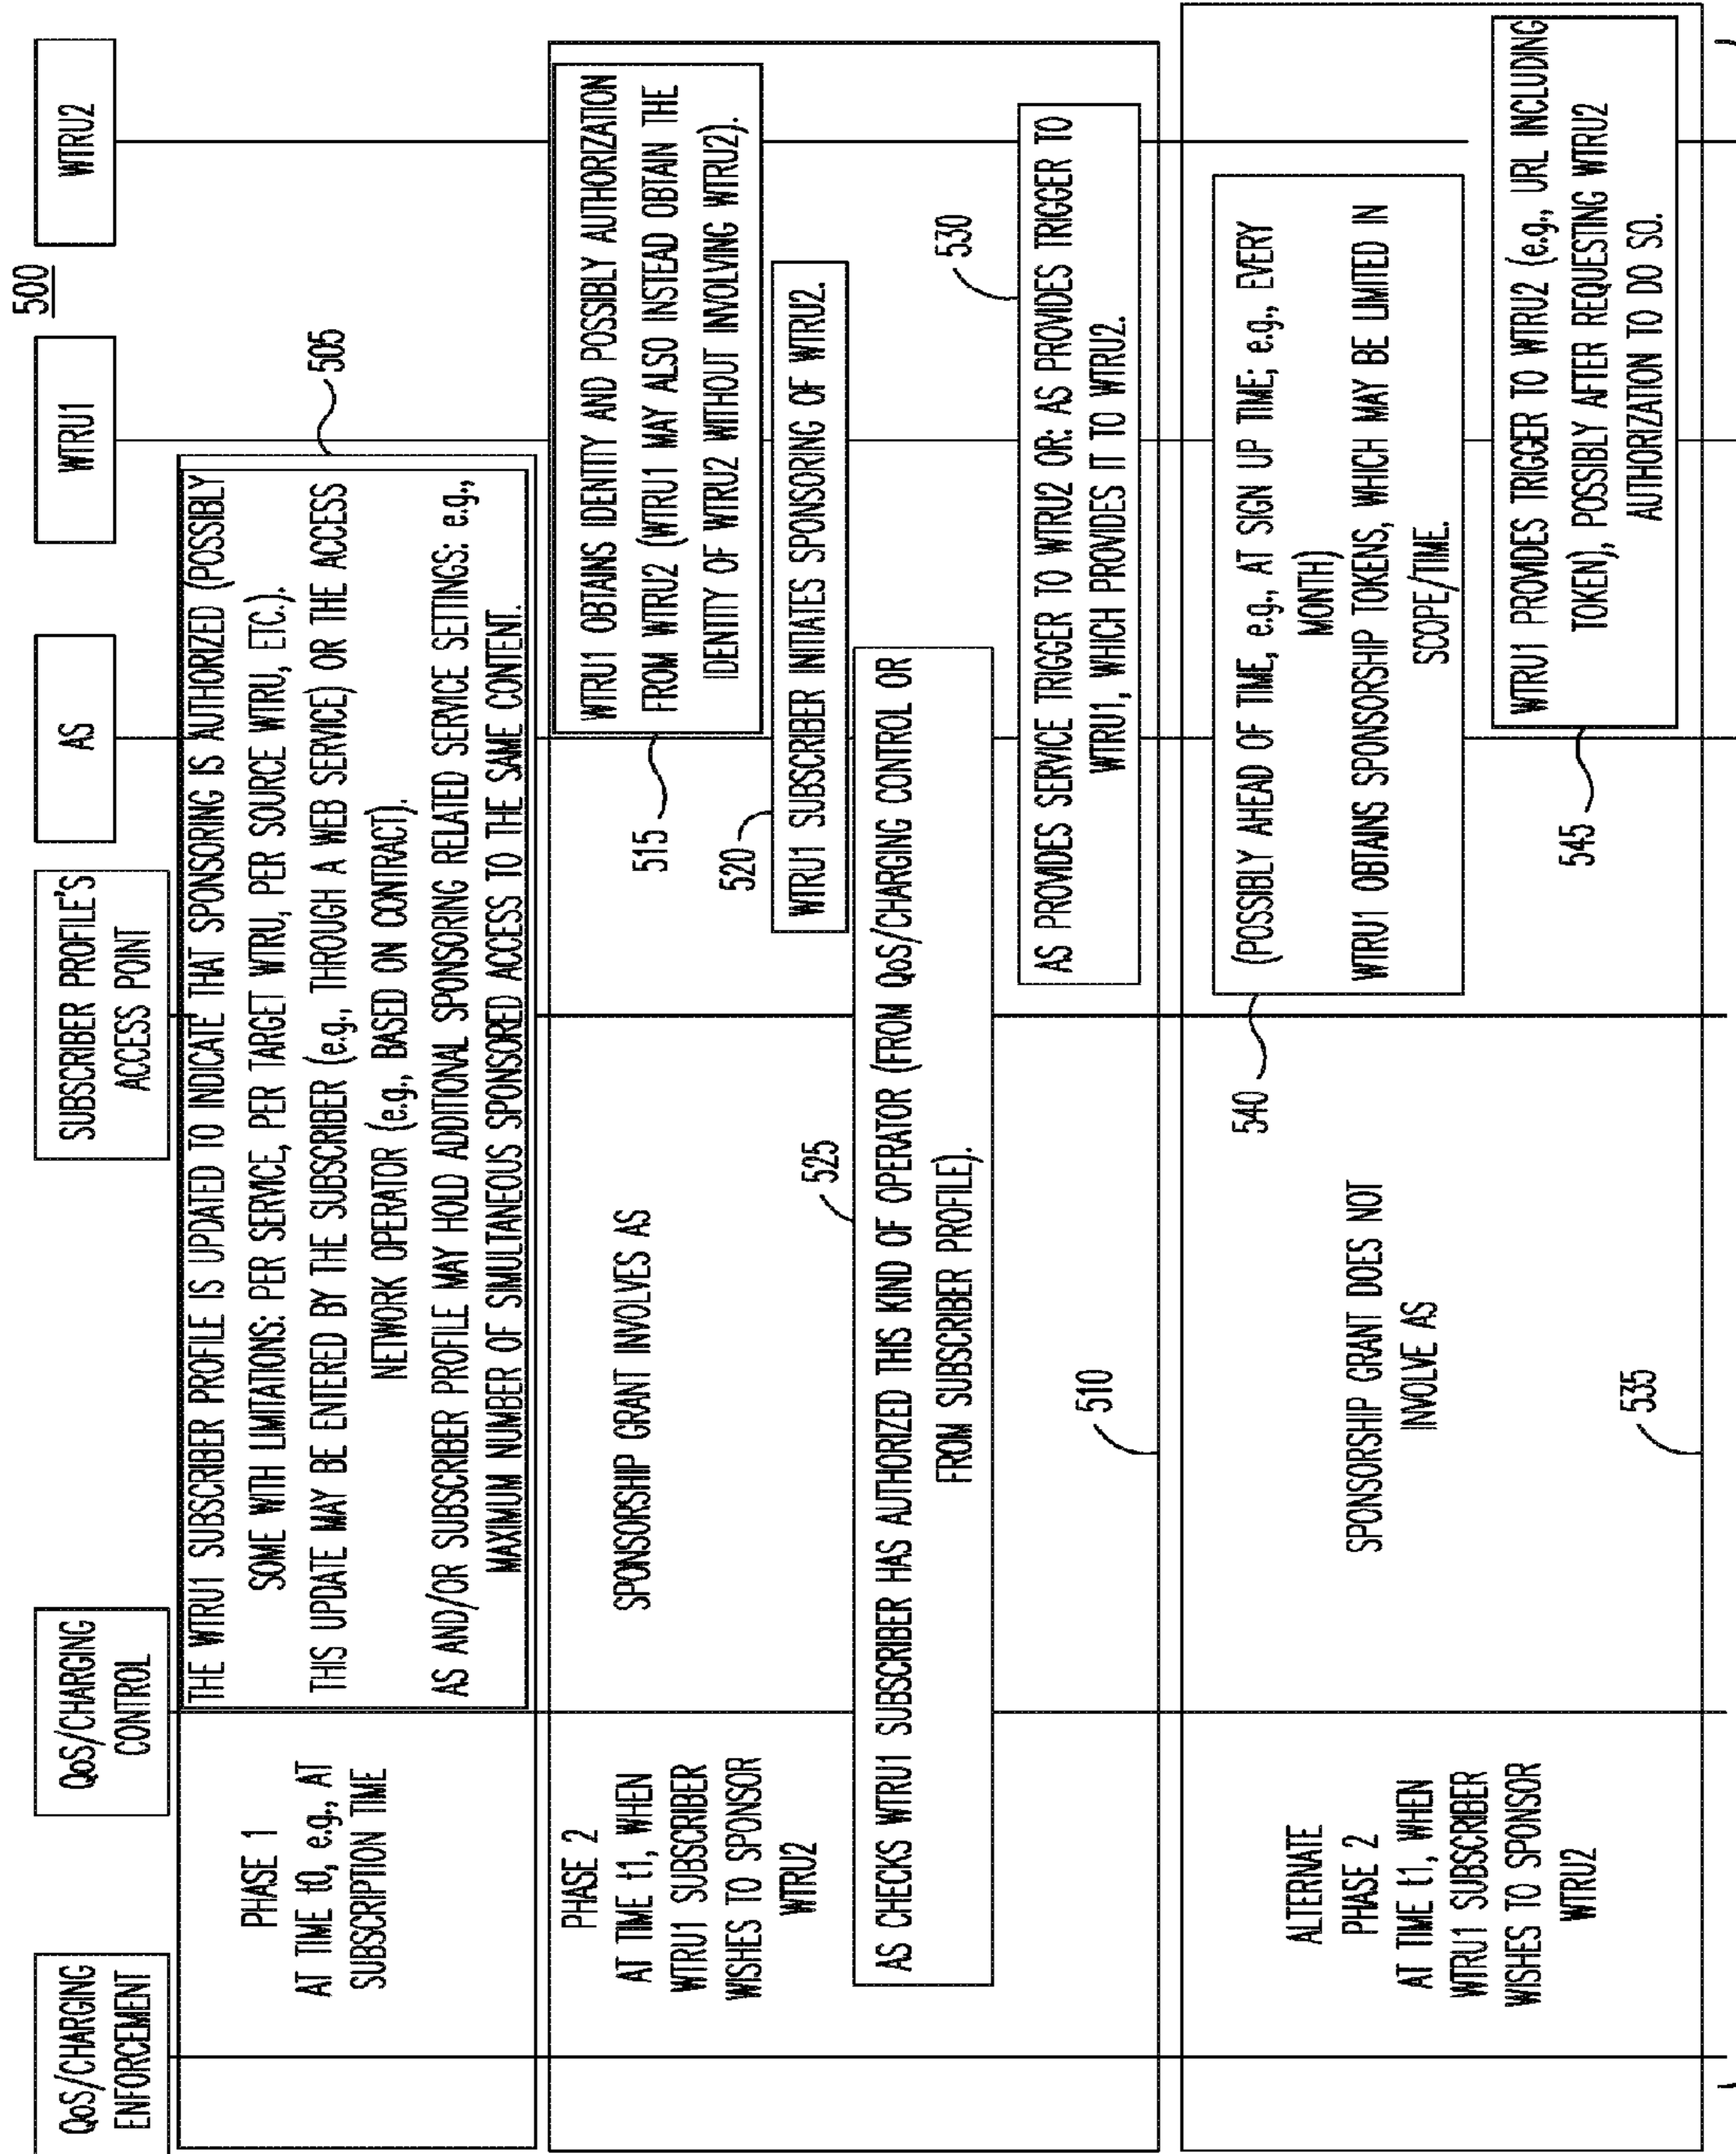 500
QoS/CHARGING
ENFORCEMENT
QoS/CHARGING
CONTROL
SUBSCRIBER PROFILE'S
ACCESS POINT
AS
WTRU1
WTRU2
PHASE 1
AT TIME t0, e.g., AT
SUBSCRIPTION TIME
THE WTRU1 SUBSCRIBER PROFILE IS UPDATED TO INDICATE THAT SPONSORING IS AUTHORIZED (POSSIBLY
SOME WITH LIMITATIONS: PER SERVICE, PER TARGET WTRU, PER SOURCE WTRU, ETC.).
THIS UPDATE MAY BE ENTERED BY THE SUBSCRIBER (e.g., THROUGH A WEB SERVICE) OR THE ACCESS
NETWORK OPERATOR (e.g., BASED ON CONTRACT).
AS AND/OR SUBSCRIBER PROFILE MAY HOLD ADDITIONAL SPONSORING RELATED SERVICE SETTINGS: e.g.,
MAXIMUM NUMBER OF SIMULTANEOUS SPONSORED ACCESS TO THE SAME CONTENT.
505
PHASE 2
AT TIME t1, WHEN
WTRU1 SUBSCRIBER
WISHES TO SPONSOR
WTRU2
SPONSORSHIP GRANT INVOLVES AS
WTRU1 OBTAINS IDENTITY AND POSSIBLY AUTHORIZATION
FROM WTRU2 (WTRU1 MAY ALSO INSTEAD OBTAIN THE
IDENTITY OF WTRU2 WITHOUT INVOLVING WTRU2).
515
520
WTRU1 SUBSCRIBER INITIATES SPONSORING OF WTRU2.
525
AS CHECKS WTRU1 SUBSCRIBER HAS AUTHORIZED THIS KIND OF OPERATOR (FROM QoS/CHARGING CONTROL OR
FROM SUBSCRIBER PROFILE).
530
AS PROVIDES SERVICE TRIGGER TO WTRU2 OR: AS PROVIDES TRIGGER TO
WTRU1, WHICH PROVIDES IT TO WTRU2.
510
ALTERNATE
PHASE 2
AT TIME t1, WHEN
WTRU1 SUBSCRIBER
WISHES TO SPONSOR
WTRU2
SPONSORSHIP GRANT DOES NOT
INVOLVE AS
540
(POSSIBLY AHEAD OF TIME, e.g., AT SIGN UP TIME; e.g., EVERY
MONTH)
WTRU1 OBTAINS SPONSORSHIP TOKENS, WHICH MAY BE LIMITED IN
SCOPE/TIME.
545
WTRU1 PROVIDES TRIGGER TO WTRU2 (e.g., URL INCLUDING
TOKEN), POSSIBLY AFTER REQUESTING WTRU2
AUTHORIZATION TO DO SO.
535